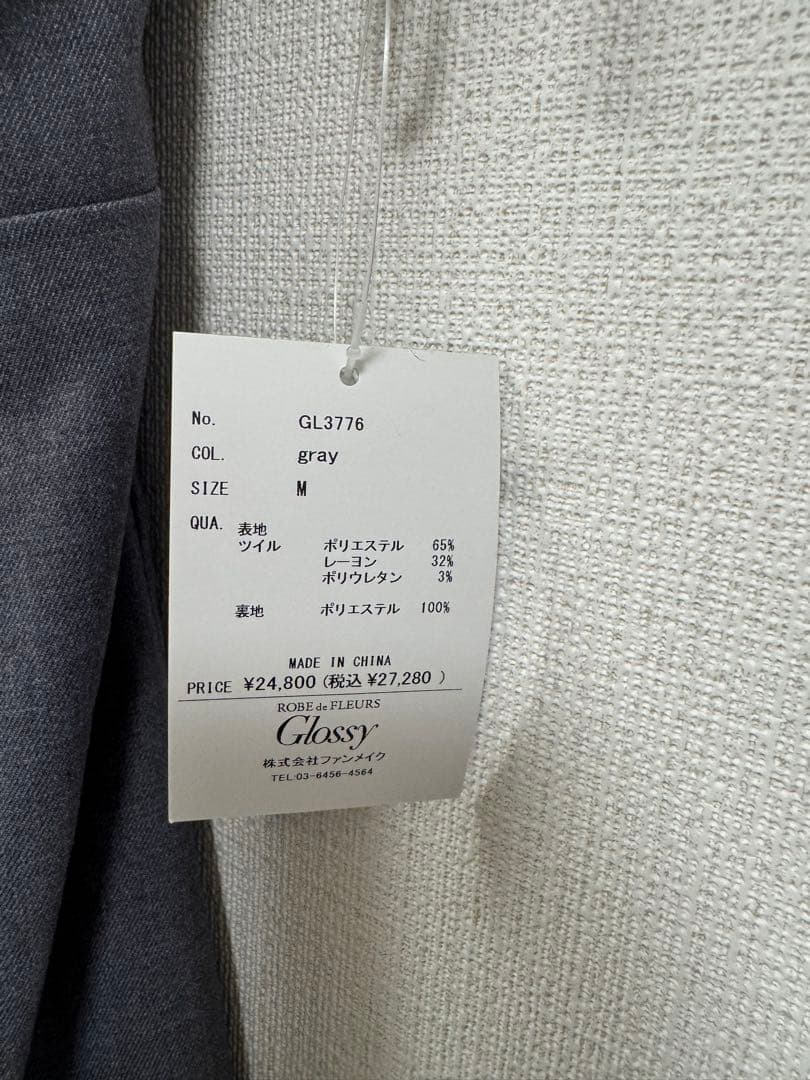 No. GL3776
COL. gray
SIZE M
QUA. 表地
ツイル ポリエステル 65%
レーヨン 32%
ポリウレタン 3%
裏地 ポリエステル 100%
MADE IN CHINA
PRICE ¥24,800(税込¥27,280 )
ROBE de FLEURS
Glossy
株式会社ファンメイク
TEL:03-6456-4564